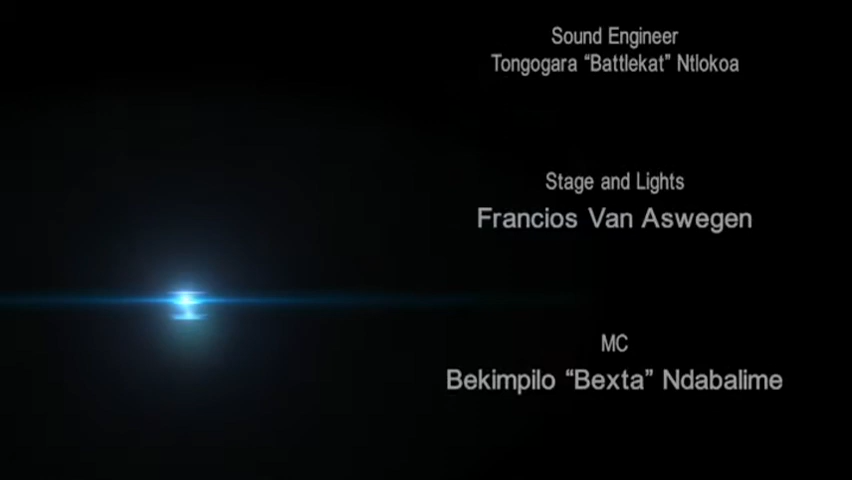 Sound Engineer
Tongogara “Battlekat” Ntlokoa
Stage and Lights
Francios Van Aswegen
MC
Bekimpilo “Bexta” Ndabalime